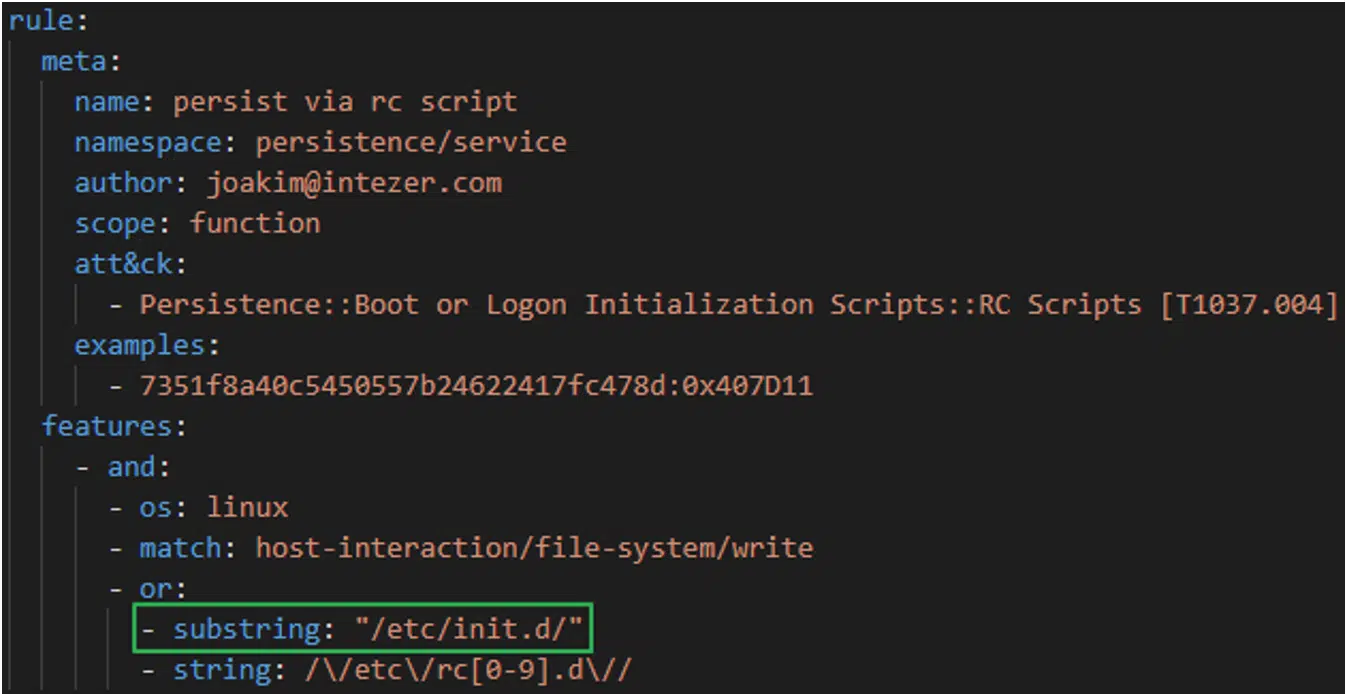 rule:
meta:
name: persist via rc script
namespace: persistence/service
author: joakim@intezer.com
scope: function
att&ck:
- Persistence::Boot or Logon Initialization Scripts::RC Scripts [T1037.004]
examples:
- 7351f8a40c5450557b24622417fc478d:0x407D11
features:
- and:
- os: linux
- match: host-interaction/file-system/write
- or:
- substring: "/etc/init.d/"
- string: /\/etc\/rc[0-9].d\//